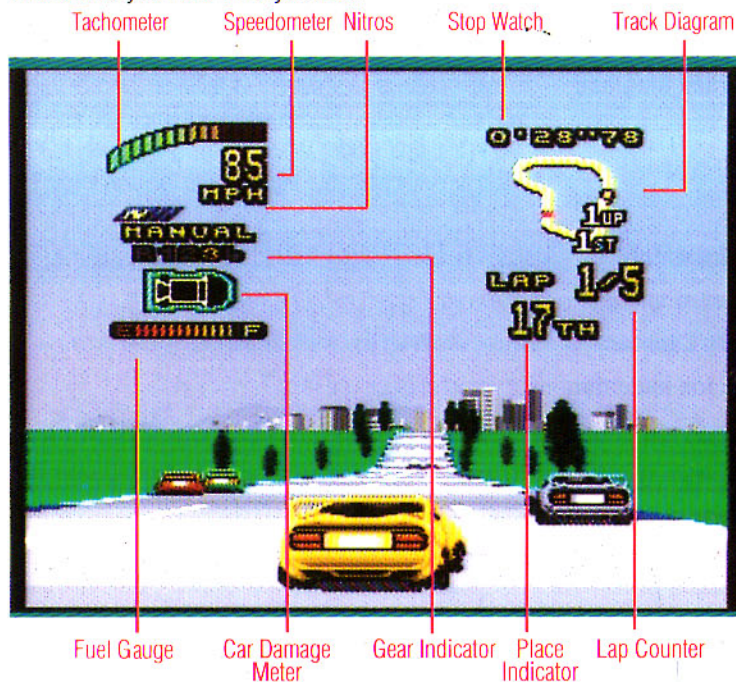 Tachometer
Speedometer
Nitros
Stop Watch
Track Diagram
0'28"78
85
MPH
MANUAL
1UP
1ST
LAP 1/5
17TH
E F
Fuel Gauge
Car Damage
Meter
Gear Indicator
Place
Indicator
Lap Counter